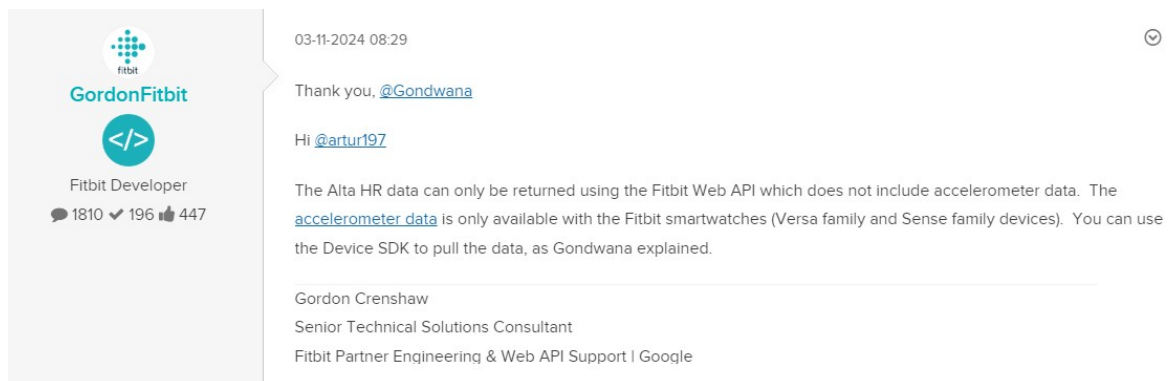 fitbit
GordonFitbit
</>
Fitbit Developer
1810 196 447
03-11-2024 08:29
Thank you, @Gondwana
Hi @artur197
The Alta HR data can only be returned using the Fitbit Web API which does not include accelerometer data. The
accelerometer data is only available with the Fitbit smartwatches (Versa family and Sense family devices). You can use
the Device SDK to pull the data, as Gondwana explained.
Gordon Crenshaw
Senior Technical Solutions Consultant
Fitbit Partner Engineering & Web API Support | Google